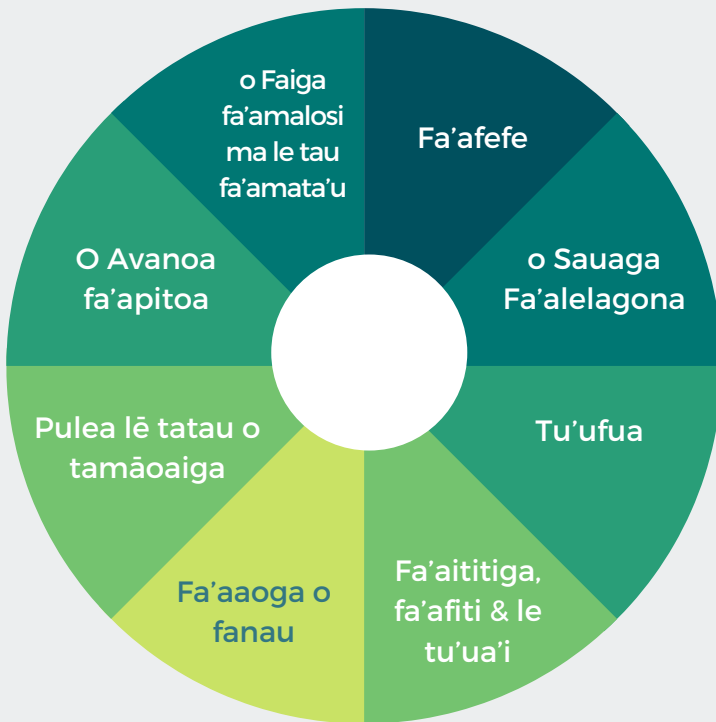 o Faiga
fa'amalosi
ma le tau
fa'amata'u
Fa'afefe
o Sauaga
Fa'alelagona
Tu'ufua
Fa'aititiga,
fa'afiti & le
tu'ua'i
Fa'aaoga o
fanau
Pulea lē tatau o
tamāoaiga
O Avanoa
fa'apitoa